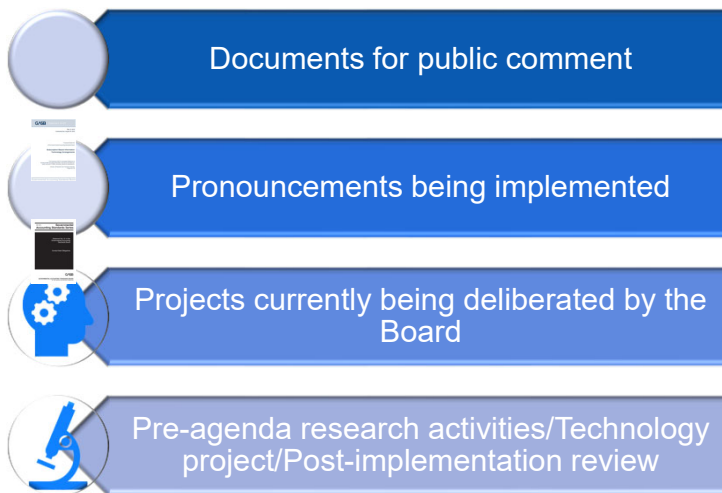 Documents for public comment
GASB
Pronouncements being implemented
Projects currently being deliberated by the
Board
Pre-agenda research activities/Technology
project/Post-implementation review